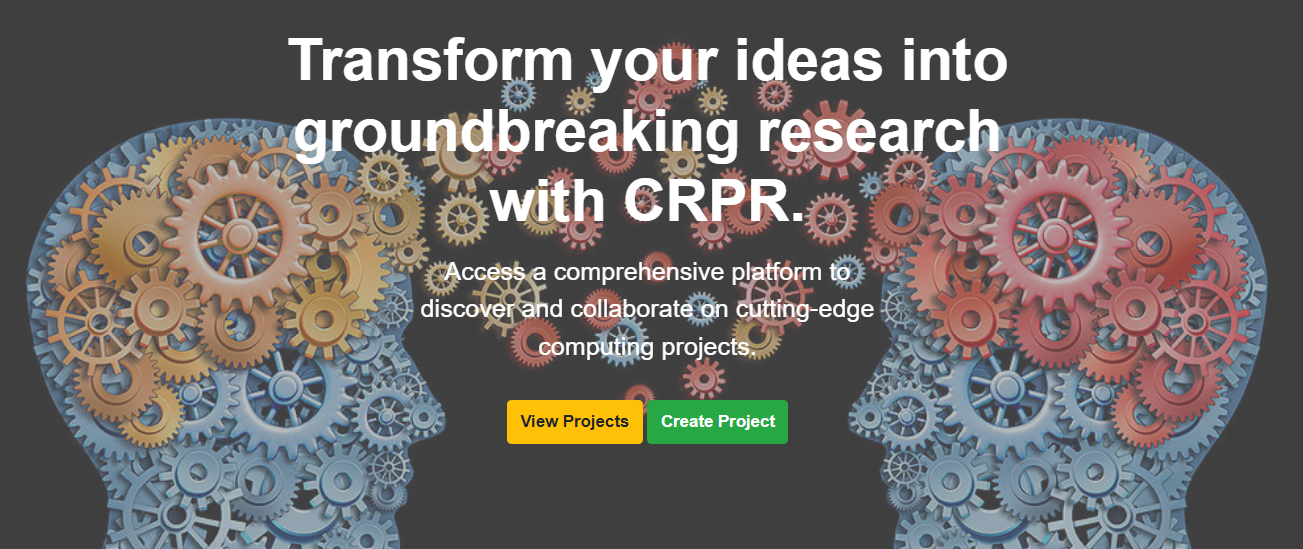 Transform your ideas into
groundbreaking research
with CRPR.
Access a comprehensive platform to
discover and collaborate on cutting-edge
computing projects.
View Projects
Create Project